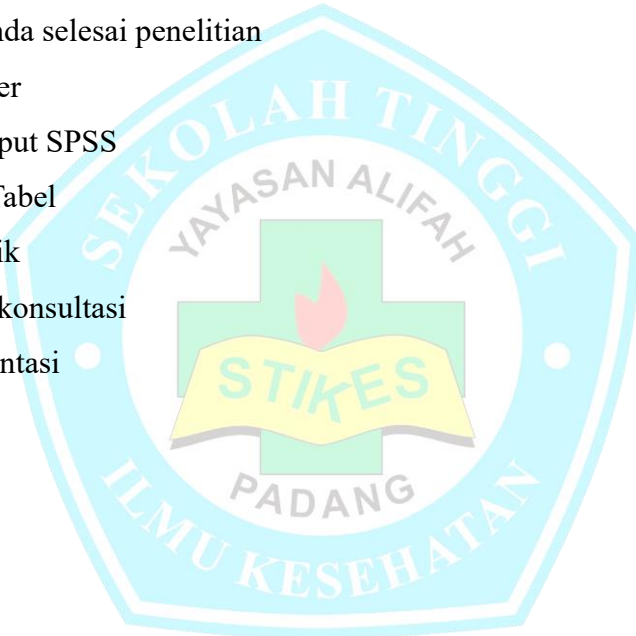 nda selesai penelitian
er
put SPSS
Tabel
ik
konsultasi
ntasi
SEKOLAH TINGGI
YAYASAN ALIFAH
STIKES
PADANG
ILMU KESEHATAN